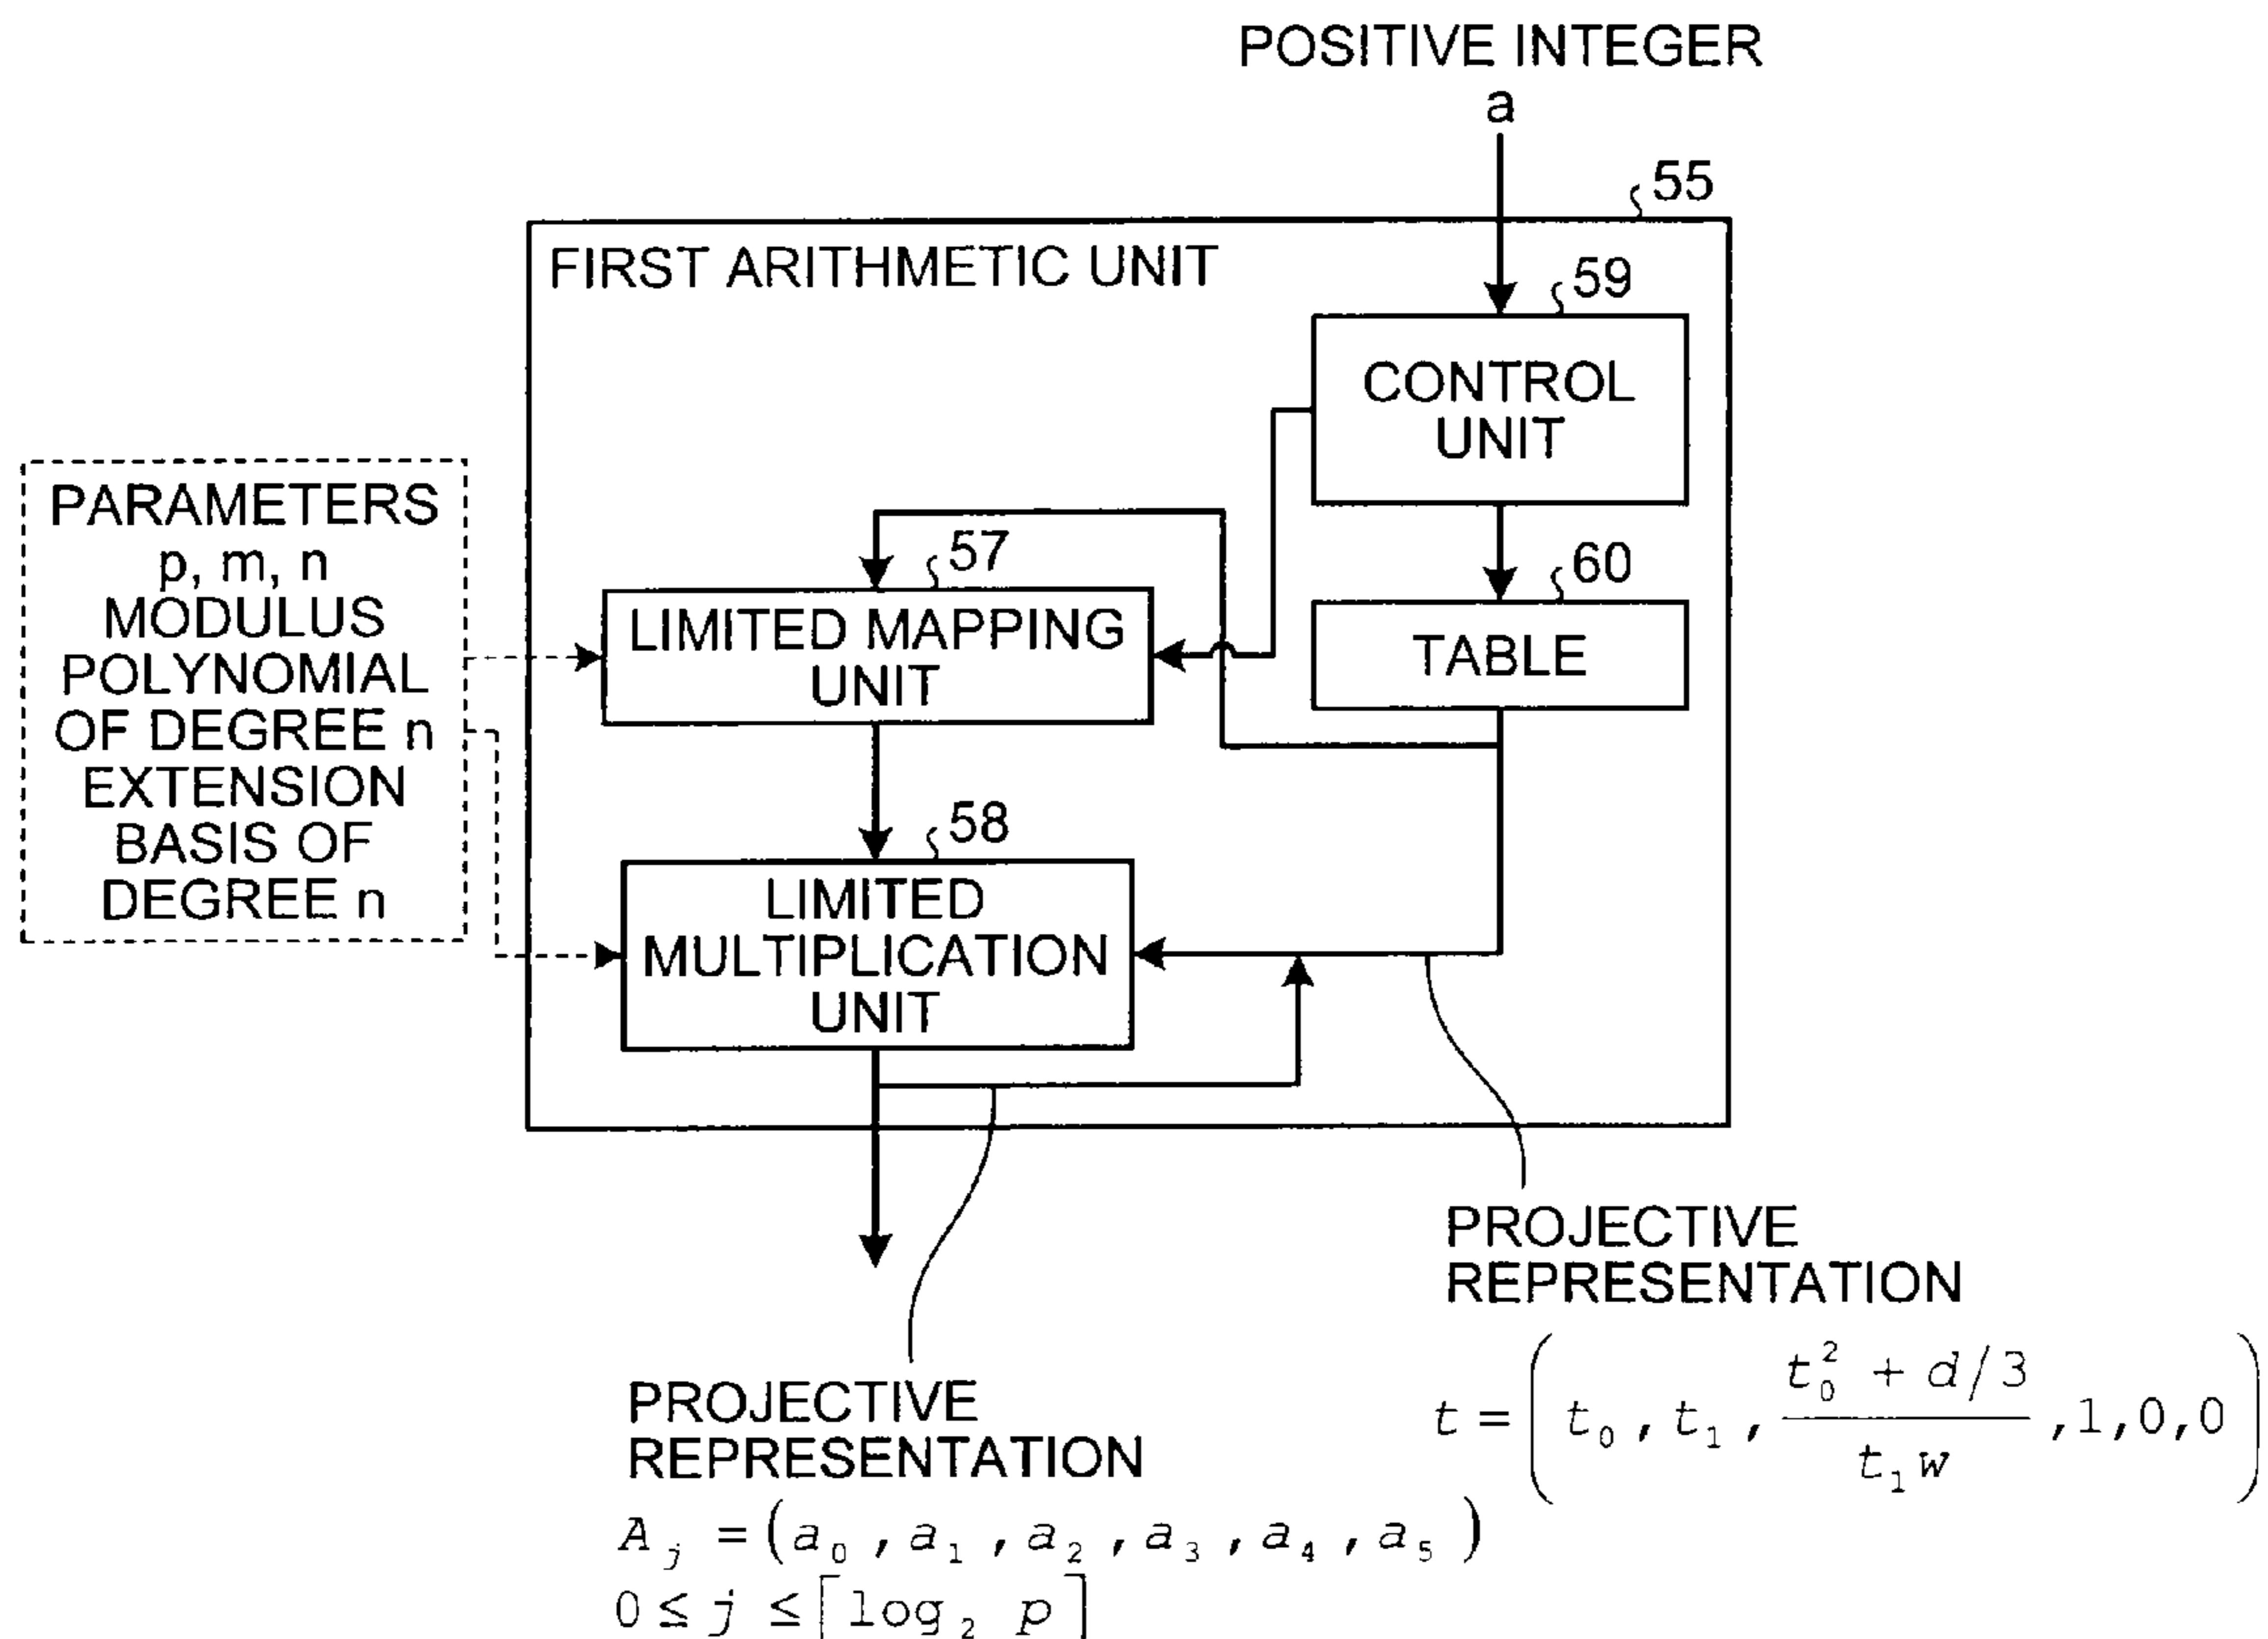 POSITIVE INTEGER
a
55
FIRST ARITHMETIC UNIT
59
CONTROL
UNIT
PARAMETERS
p, m, n
MODULUS
POLYNOMIAL
OF DEGREE n
EXTENSION
BASIS OF
DEGREE n
57
LIMITED MAPPING
UNIT
60
TABLE
58
LIMITED
MULTIPLICATION
UNIT
PROJECTIVE
REPRESENTATION
t = ( t₀ , t₁ , (t₀² + d/3) / (t₁w) , 1, 0, 0 )
PROJECTIVE
REPRESENTATION
Aⱼ = (a₀ , a₁ , a₂ , a₃ , a₄ , a₅ )
0 ≤ j ≤ ⌈log₂ p⌉